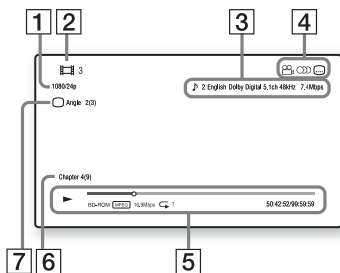 1 2 3 4
3
1080/24p
2:English Dolby Digital 5.1ch 48kHz 7.4Mbps
Angle 2(3)
Chapter 4(9)
BD-ROM MPEG 16.9Mbps T 50:42:52/99:59:59
7 6 5